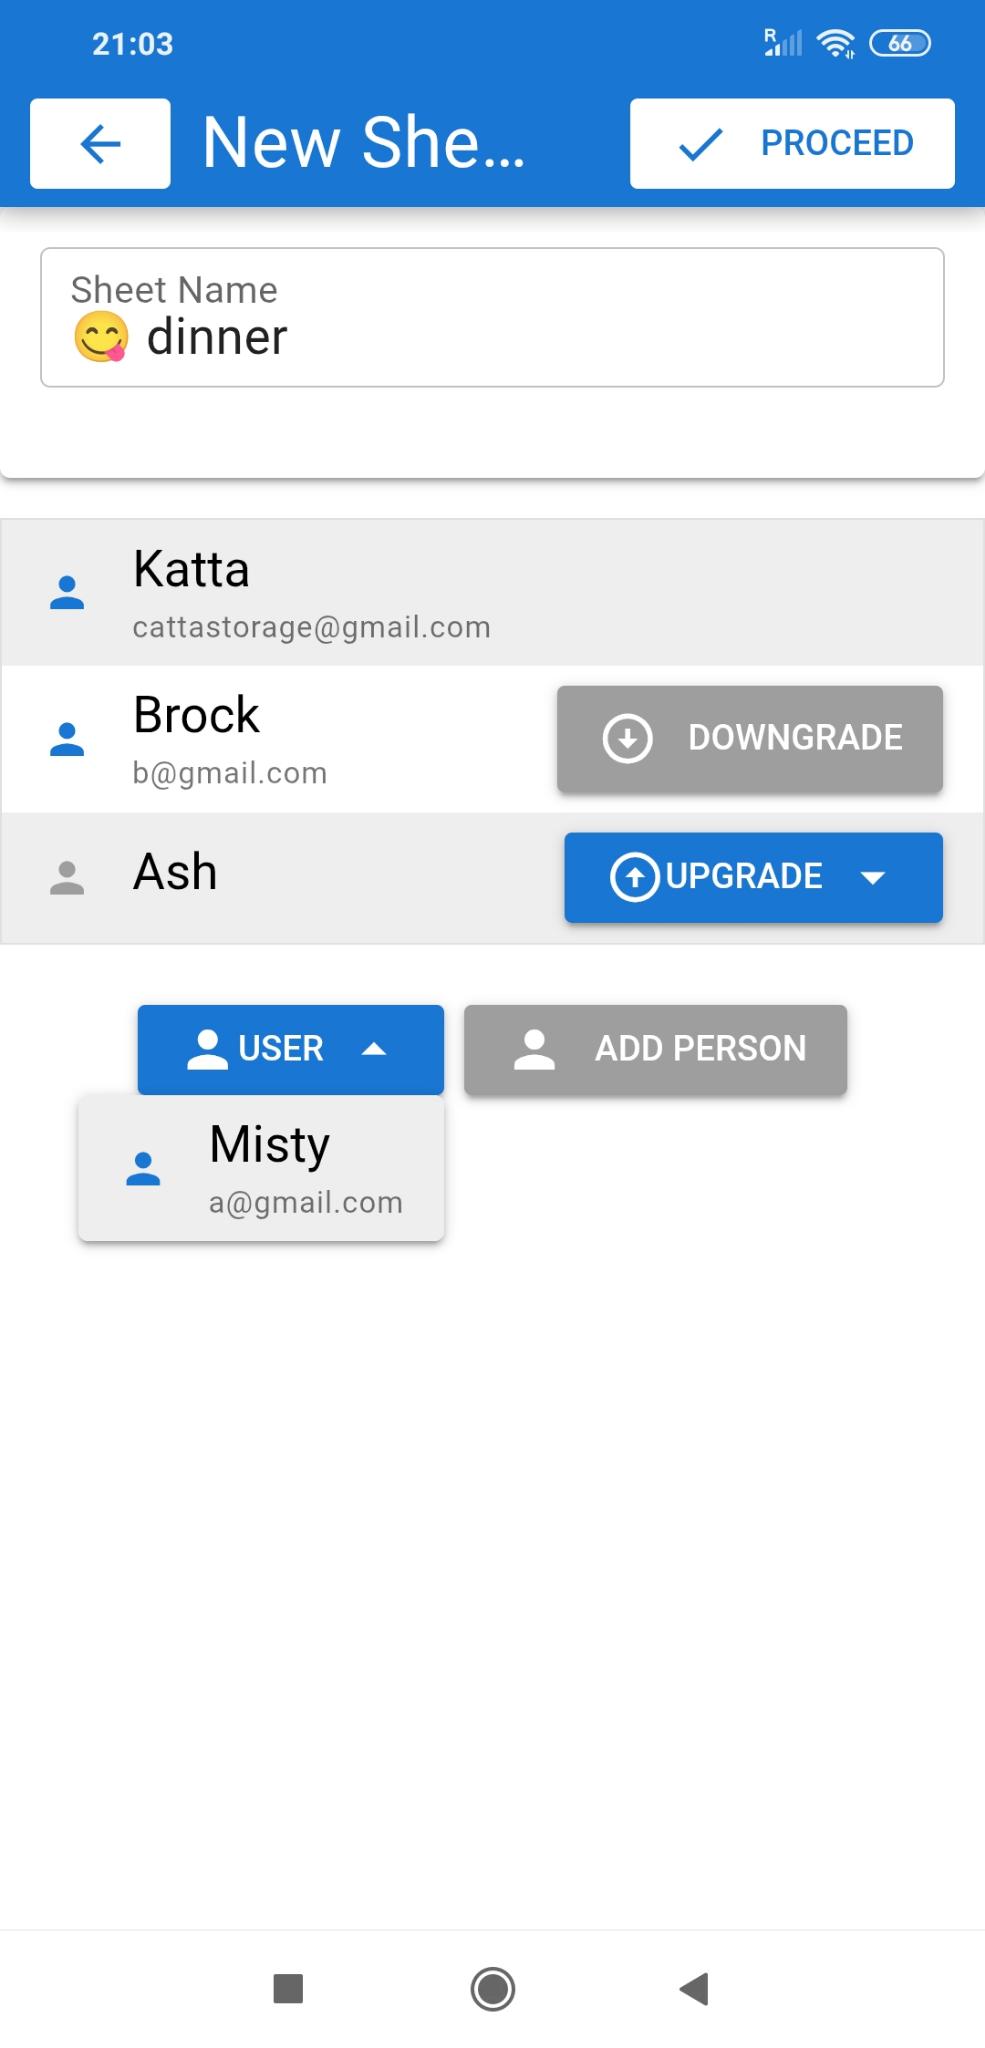 21:03 R 66
New She... PROCEED
Sheet Name
😋 dinner
Katta
cattastorage@gmail.com
Brock
b@gmail.com
DOWNGRADE
Ash
UPGRADE
USER ADD PERSON
Misty
a@gmail.com